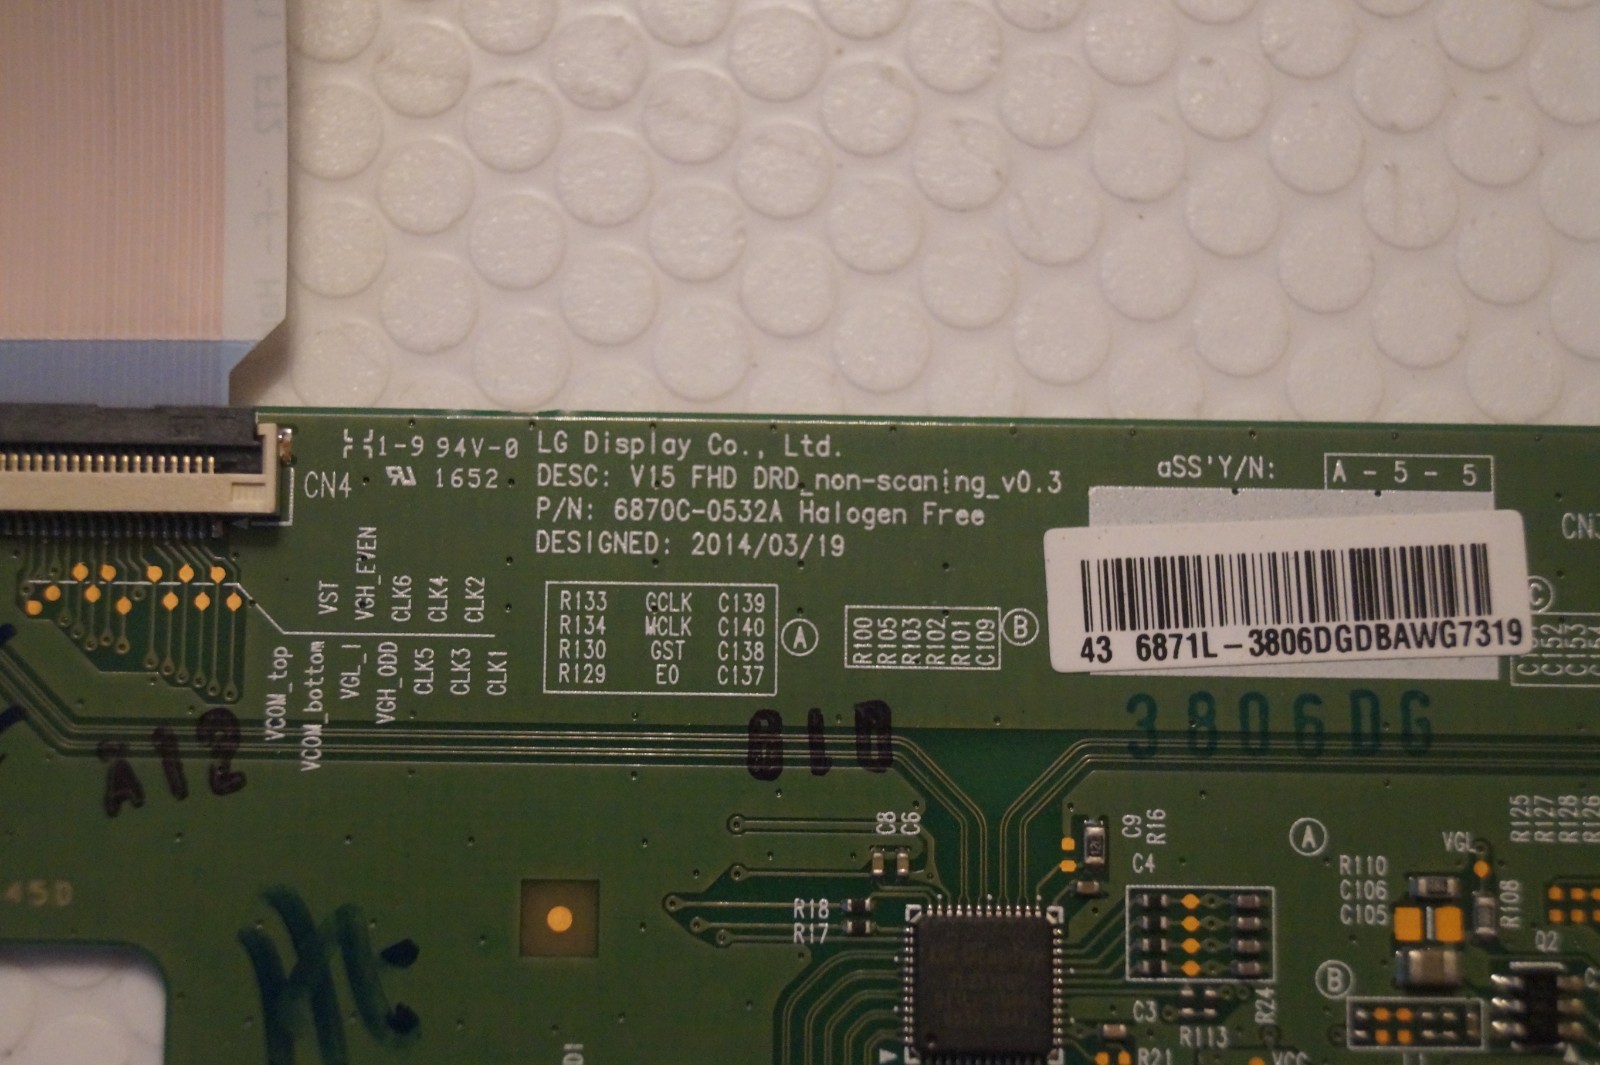 1-9 94V-0
1652
CN4
LG Display Co., Ltd.
DESC: V15 FHD DRD_non-scaning_v0.3
P/N: 6870C-0532A Halogen Free
DESIGNED: 2014/03/19
aSS'Y/N: A - 5 - 5
43 6871L-3806DGDBAWG7319
3806DG
VST
VGH_EVEN
CLK6
CLK4
CLK2
VCOM_top
VCOM_bottom
VGL_I
VGH_ODD
CLK5
CLK3
CLK1
R133 GCLK C139
R134 MCLK C140
R130 GST C138
R129 EO C137
A
R100
R105
R103
R102
R101
C109
B
C
A12
C8
C6
C9
R16
C4
R18
R17
A
R110
C106
C105
VGL
R108
R125
R127
R128
R126
Q2
B
C3
R113
R24
R21
VCC